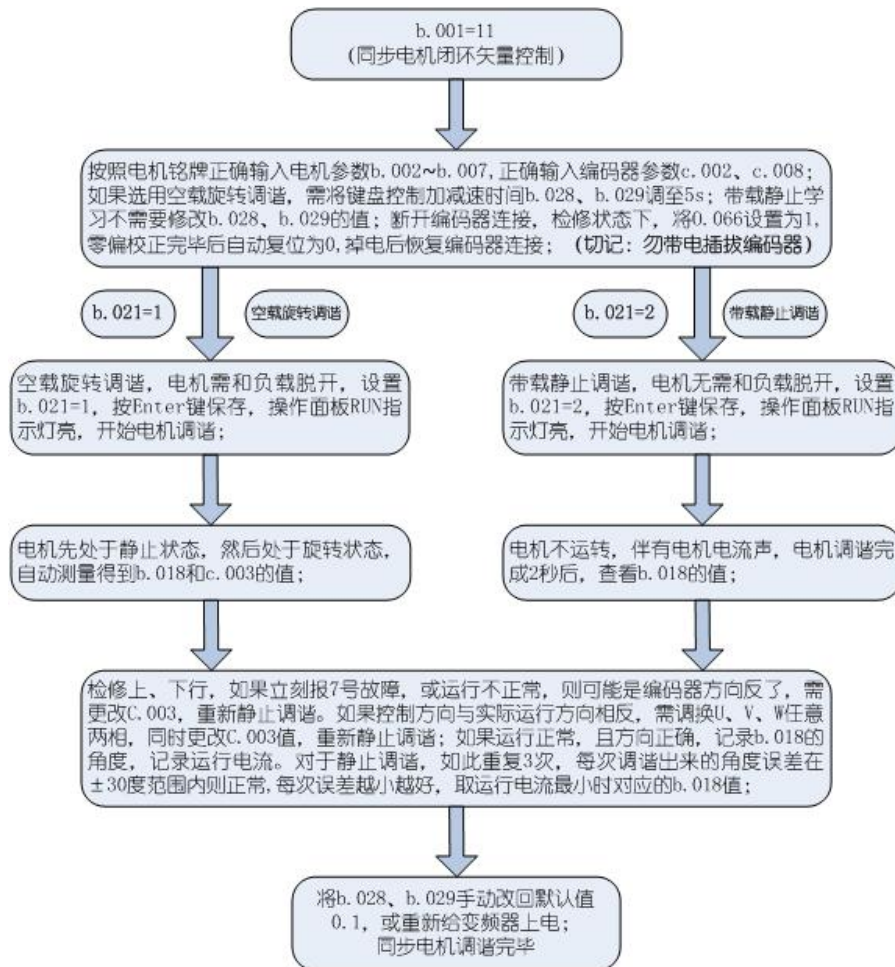 b.001=11
(同步电机闭环矢量控制)
按照电机铭牌正确输入电机参数b.002~b.007,正确输入编码器参数c.002、c.008;
如果选用空载旋转调谐，需将键盘控制加减速时间b.028、b.029调至5s；带载静止学
习不需要修改b.028、b.029的值；断开编码器连接，检修状态下，将0.066设置为1,
零偏校正完毕后自动复位为0,掉电后恢复编码器连接；（切记：勿带电插拔编码器）
b.021=1
空载旋转调谐
b.021=2
带载静止调谐
空载旋转调谐，电机需和负载脱开，设置
b.021=1，按Enter键保存，操作面板RUN指
示灯亮，开始电机调谐；
带载静止调谐，电机无需和负载脱开，设置
b.021=2，按Enter键保存，操作面板RUN指
示灯亮，开始电机调谐；
电机先处于静止状态，然后处于旋转状态，
自动测量得到b.018和c.003的值；
电机不运转，伴有电机电流声，电机调谐完
成2秒后，查看b.018的值；
检修上、下行，如果立刻报7号故障，或运行不正常，则可能是编码器方向反了，需
更改C.003，重新静止调谐。如果控制方向与实际运行方向相反，需调换U、V、W任意
两相，同时更改C.003值，重新静止调谐；如果运行正常，且方向正确，记录b.018的
角度，记录运行电流。对于静止调谐，如此重复3次，每次调谐出来的角度误差在
±30度范围内则正常,每次误差越小越好，取运行电流最小时对应的b.018值；
将b.028、b.029手动改回默认值
0.1，或重新给变频器上电；
同步电机调谐完毕